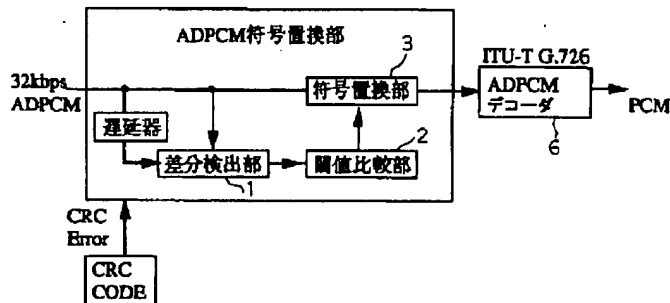 ADPCM符号置換部
3
ITU-T G.726
32kbps
ADPCM
符号置換部
ADPCM
デコーダ
PCM
遅延器
2
6
差分検出部
閾値比較部
1
CRC
Error
CRC
CODE